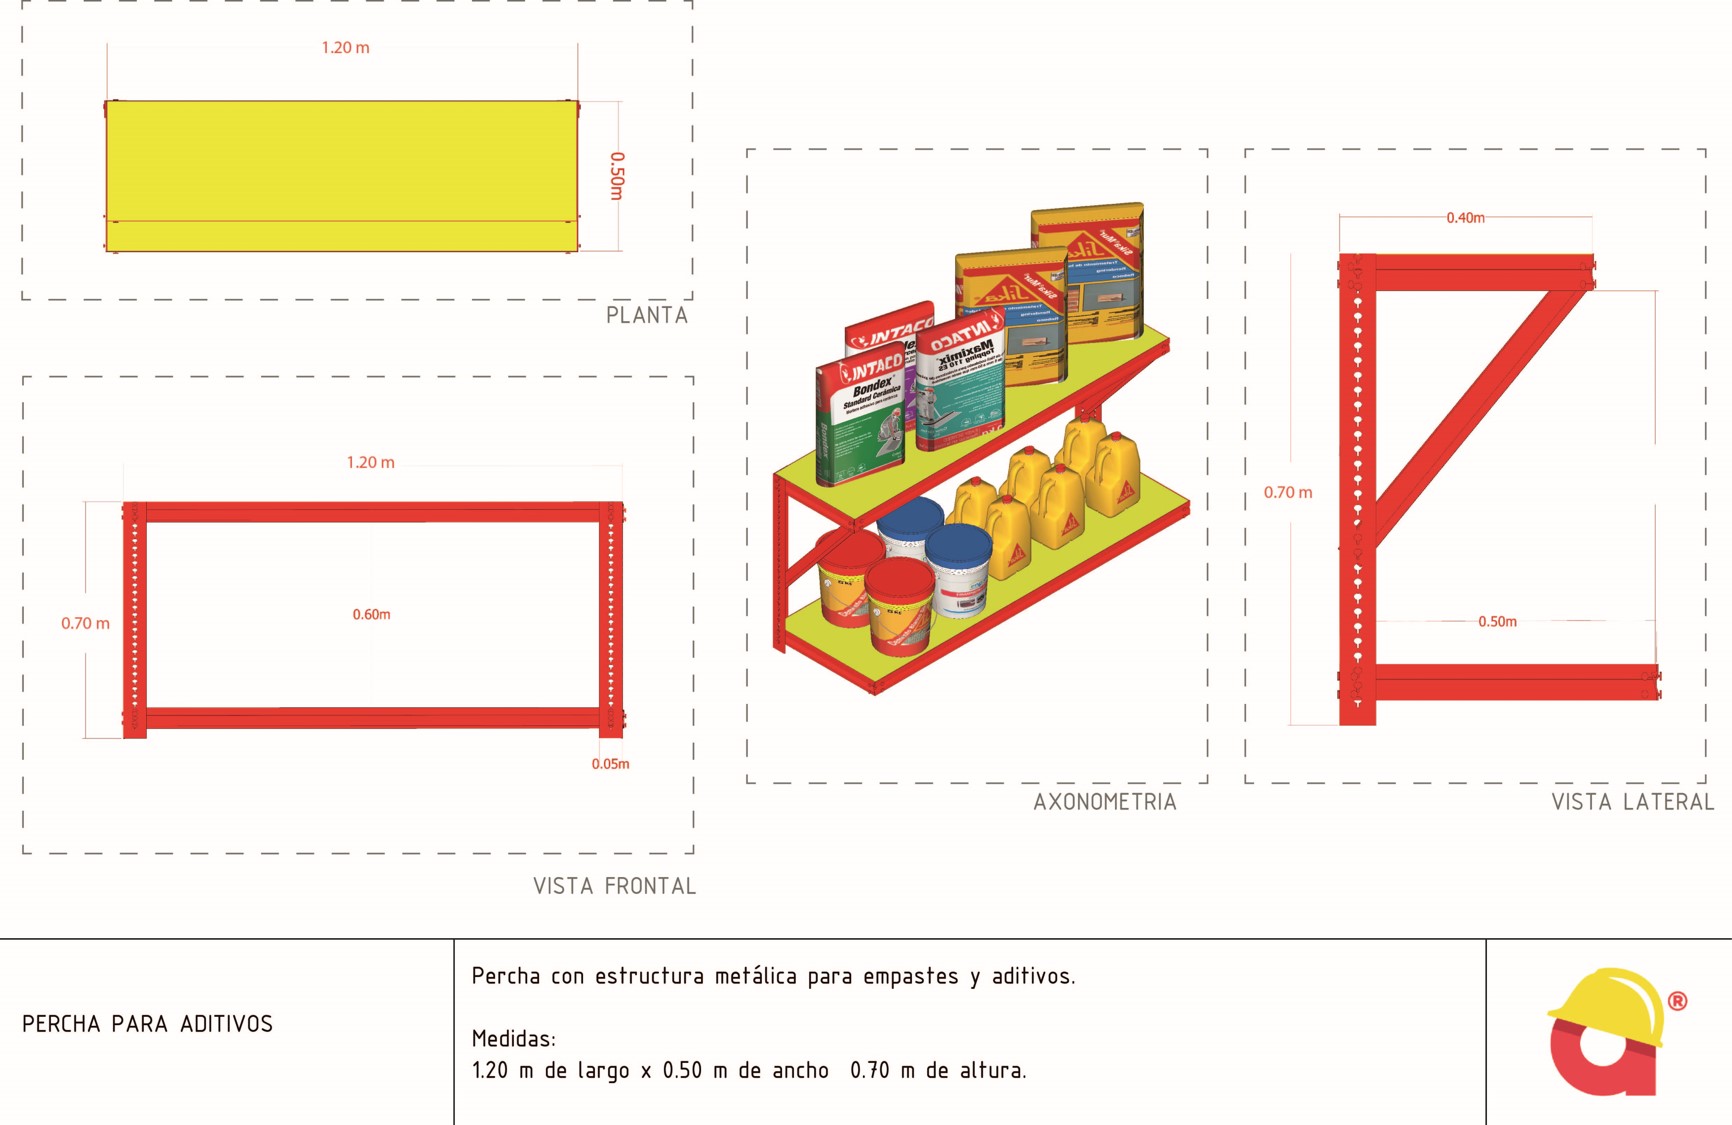 1.20 m
0.50m
PLANTA
1.20 m
0.70 m
0.60m
0.05m
VISTA FRONTAL
Sika
Sika
INTACO
INTACO
Maximix
Topping 110 ES
INTACO
Bondex
Standard Cerámica
Bondex
AXONOMETRIA
0.40m
0.70 m
0.50m
VISTA LATERAL
PERCHA PARA ADITIVOS
Percha con estructura metálica para empastes y aditivos.
Medidas:
1.20 m de largo x 0.50 m de ancho 0.70 m de altura.
®